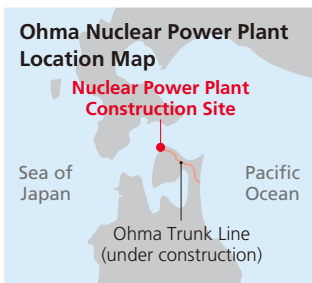 Ohma Nuclear Power Plant
Location Map
Nuclear Power Plant
Construction Site
Sea of
Japan
Pacific
Ocean
Ohma Trunk Line
(under construction)